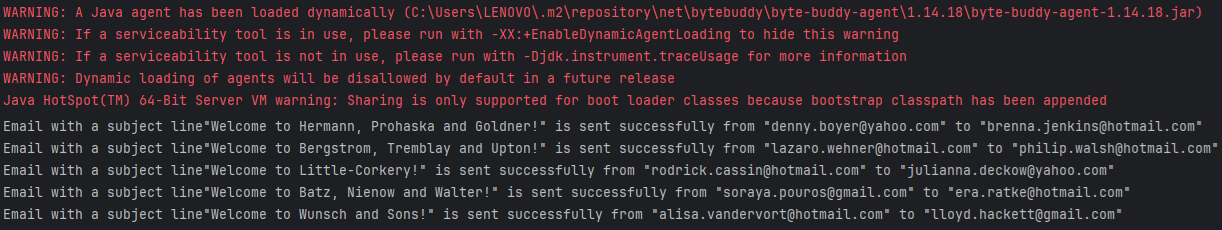 WARNING: A Java agent has been loaded dynamically (C:\Users\LENOVO\.m2\repository\net\bytebuddy\byte-buddy-agent\1.14.18\byte-buddy-agent-1.14.18.jar)
WARNING: If a serviceability tool is in use, please run with -XX:+EnableDynamicAgentLoading to hide this warning
WARNING: If a serviceability tool is not in use, please run with -Djdk.instrument.traceUsage for more information
WARNING: Dynamic loading of agents will be disallowed by default in a future release
Java HotSpot(TM) 64-Bit Server VM warning: Sharing is only supported for boot loader classes because bootstrap classpath has been appended
Email with a subject line"Welcome to Hermann, Prohaska and Goldner!" is sent successfully from "denny.boyer@yahoo.com" to "brenna.jenkins@hotmail.com"
Email with a subject line"Welcome to Bergstrom, Tremblay and Upton!" is sent successfully from "lazaro.wehner@hotmail.com" to "philip.walsh@hotmail.com"
Email with a subject line"Welcome to Little-Corkery!" is sent successfully from "rodrick.cassin@hotmail.com" to "julianna.deckow@yahoo.com"
Email with a subject line"Welcome to Batz, Nienow and Walter!" is sent successfully from "soraya.pouros@gmail.com" to "era.ratke@hotmail.com"
Email with a subject line"Welcome to Wunsch and Sons!" is sent successfully from "alisa.vandervort@hotmail.com" to "lloyd.hackett@gmail.com"